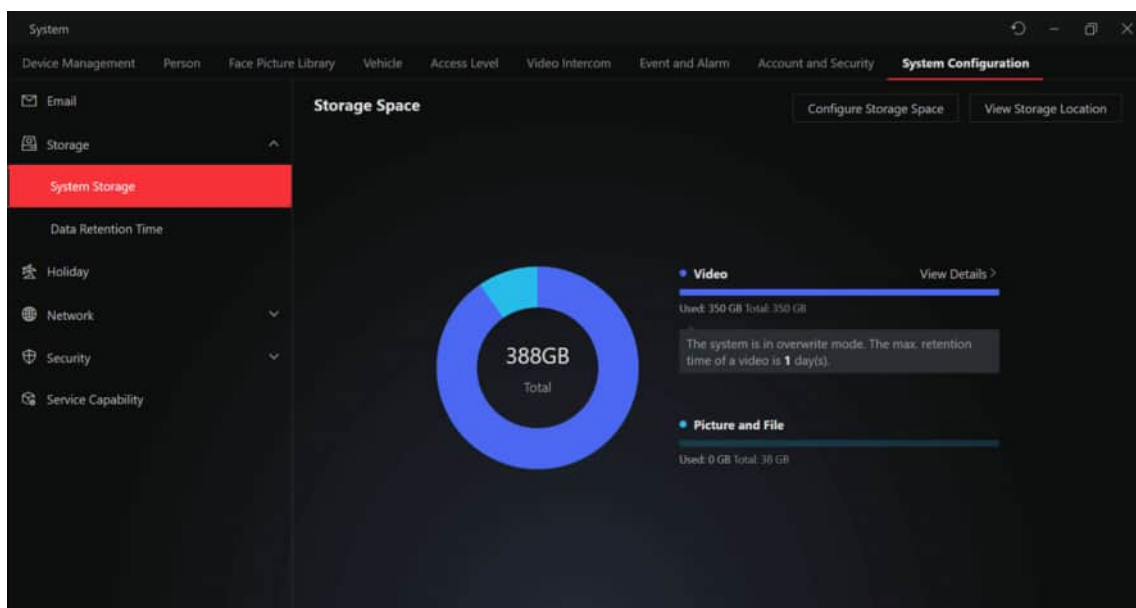 System
Device Management Person Face Picture Library Vehicle Access Level Video Intercom Event and Alarm Account and Security System Configuration
Email
Storage
System Storage
Data Retention Time
Holiday
Network
Security
Service Capability
Storage Space
Configure Storage Space
View Storage Location
388GB
Total
Video
View Details >
Used: 350 GB Total: 350 GB
The system is in overwrite mode. The max. retention
time of a video is 1 day(s).
Picture and File
Used: 0 GB Total: 38 GB